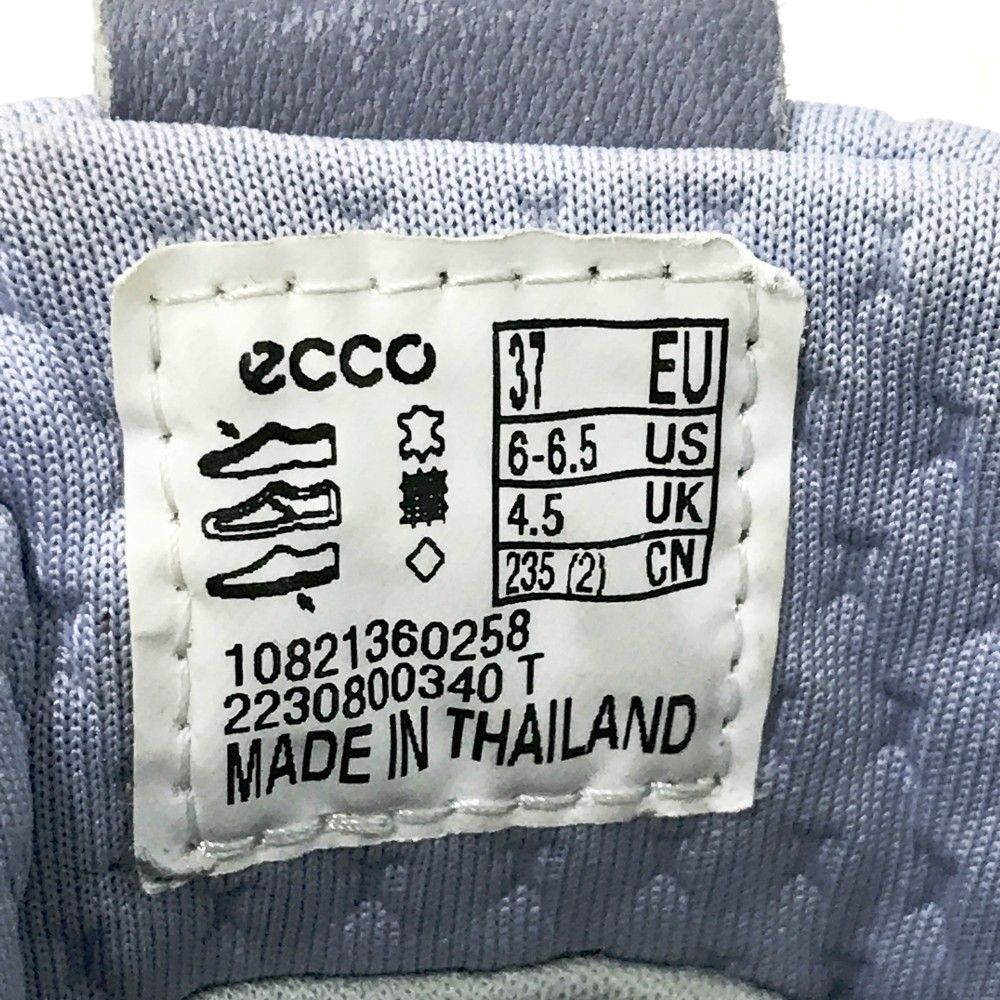 ecco
37 EU
6-6.5 US
4.5 UK
235 (2) CN
10821360258
2230800340 T
MADE IN THAILAND